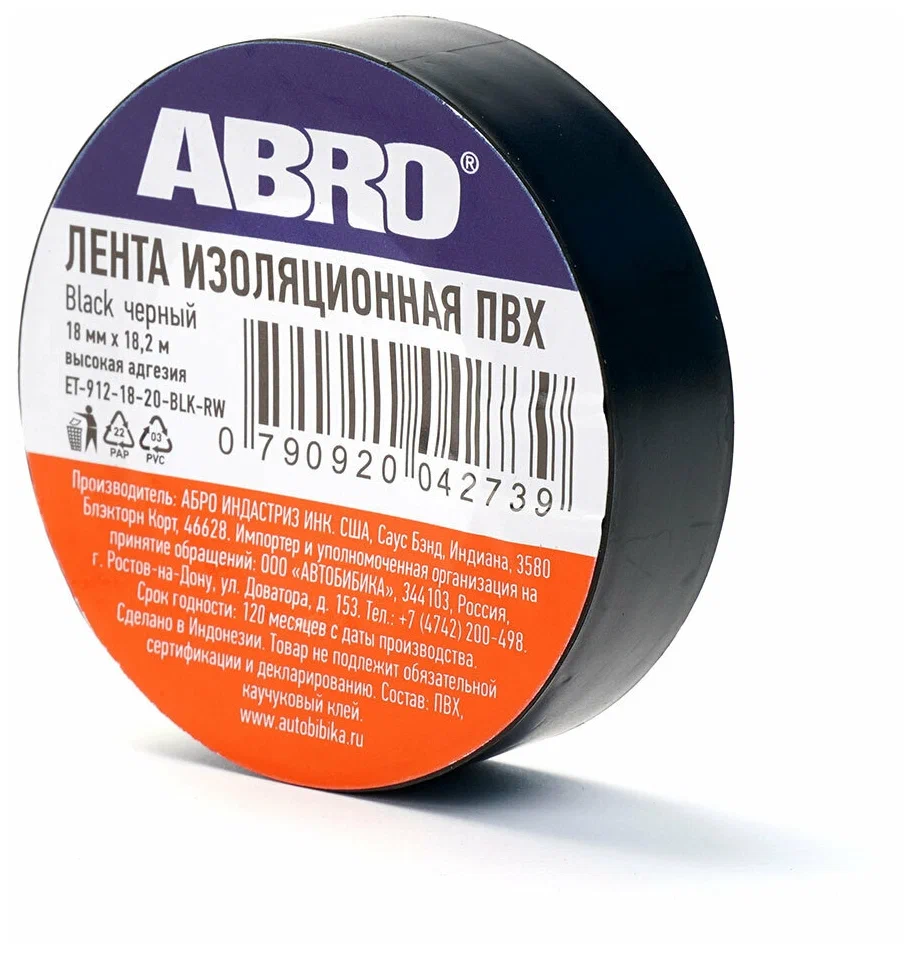 ABRO®
ЛЕНТА ИЗОЛЯЦИОННАЯ ПВХ
Black черный
18 мм x 18,2 м
высокая адгезия
ET-912-18-20-BLK-RW
22
PAP
03
PVC
0 790920 042739
Производитель: АБРО ИНДАСТРИЗ ИНК. США, Саус Бэнд, Индиана, 3580
Блэкторн Корт, 46628. Импортер и уполномоченная организация на
принятие обращений: ООО «АВТОБИБИКА», 344103, Россия,
г. Ростов-на-Дону, ул. Доватора, д. 153. Тел.: +7 (4742) 200-498.
Срок годности: 120 месяцев с даты производства.
Сделано в Индонезии. Товар не подлежит обязательной
сертификации и декларированию. Состав: ПВХ,
каучуковый клей.
www.autobibika.ru